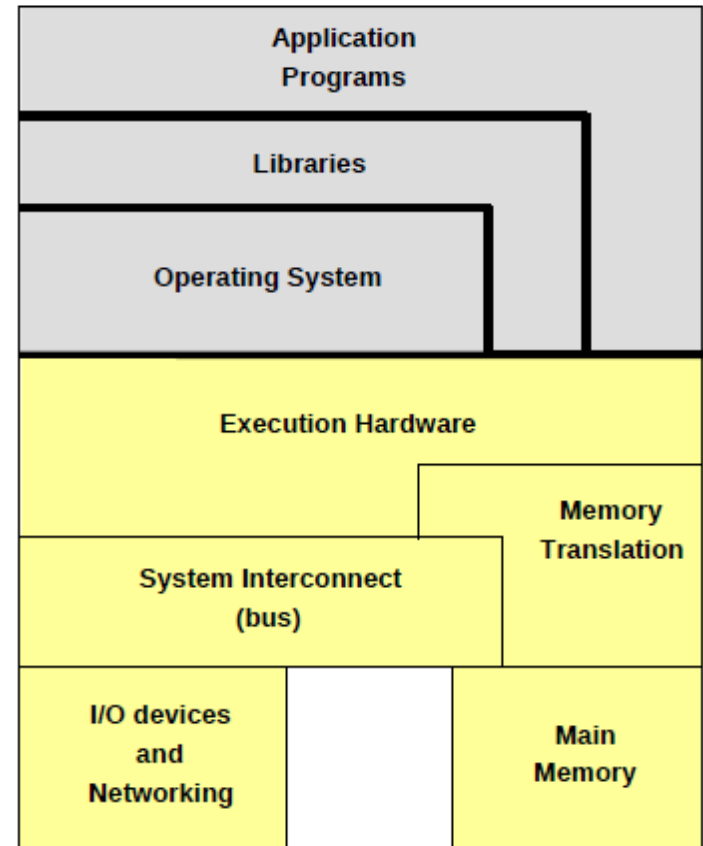 Application
Programs
Libraries
Operating System
Execution Hardware
Memory
Translation
System Interconnect
(bus)
I/O devices
and
Networking
Main
Memory